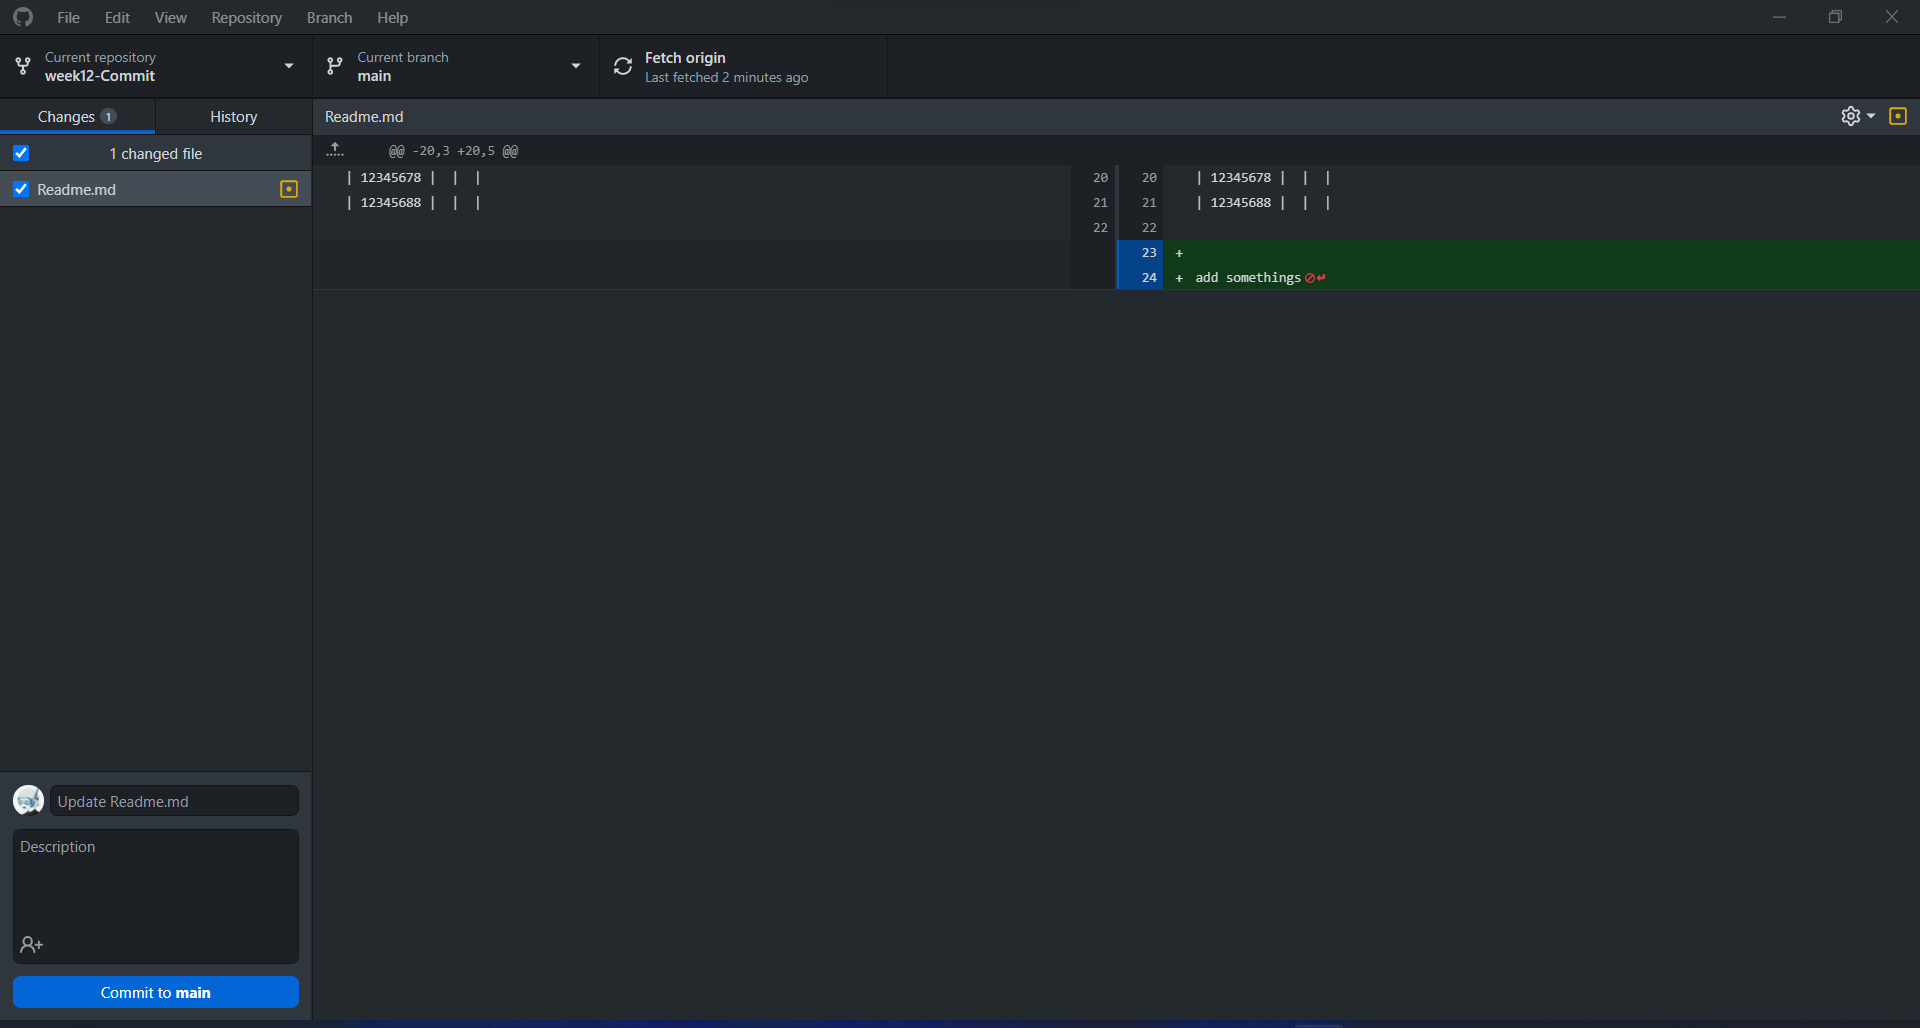 File Edit View Repository Branch Help
Current repository
week12-Commit
Current branch
main
Fetch origin
Last fetched 2 minutes ago
Changes 1
History
Readme.md
1 changed file
Readme.md
@@ -20,3 +20,5 @@
| 12345678 | | | 20 20 | 12345678 | | |
| 12345688 | | | 21 21 | 12345688 | | |
22 22
23 +
24 + add somethings
Update Readme.md
Description
Commit to main